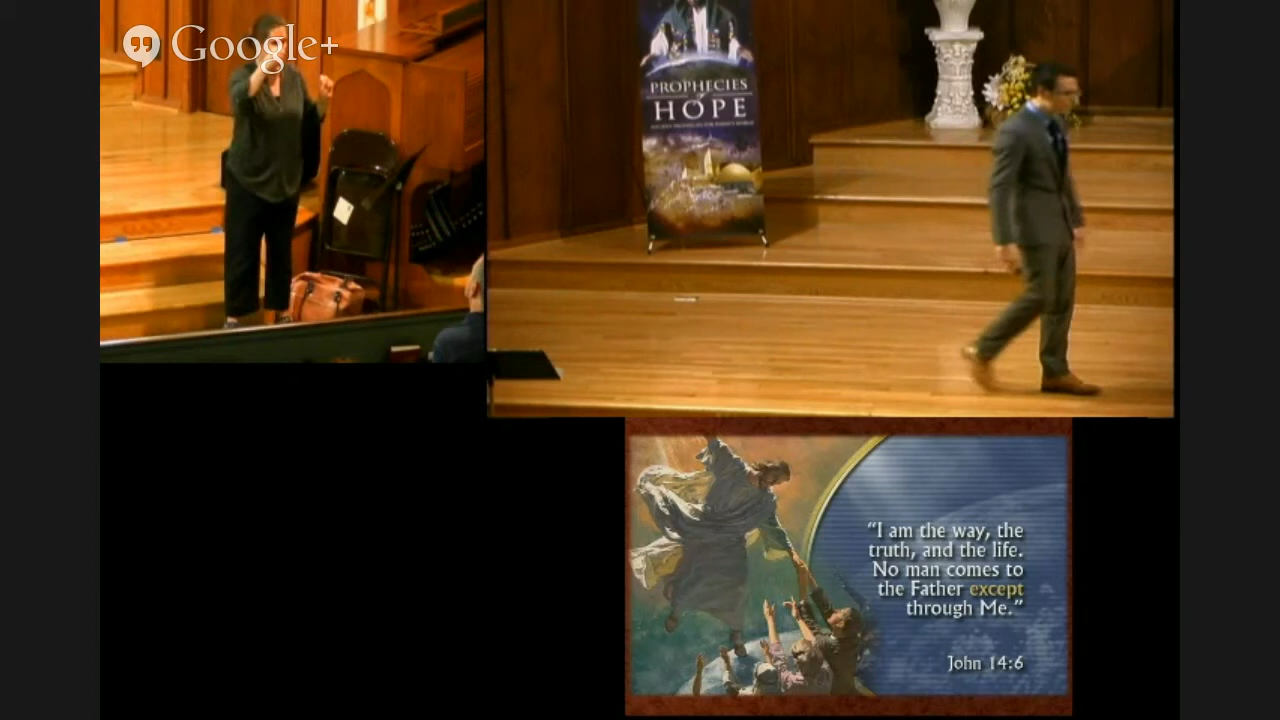 Google+
PROPHECIES
of
HOPE
“I am the way, the
truth, and the life.
No man comes to
the Father except
through Me.”
John 14:6